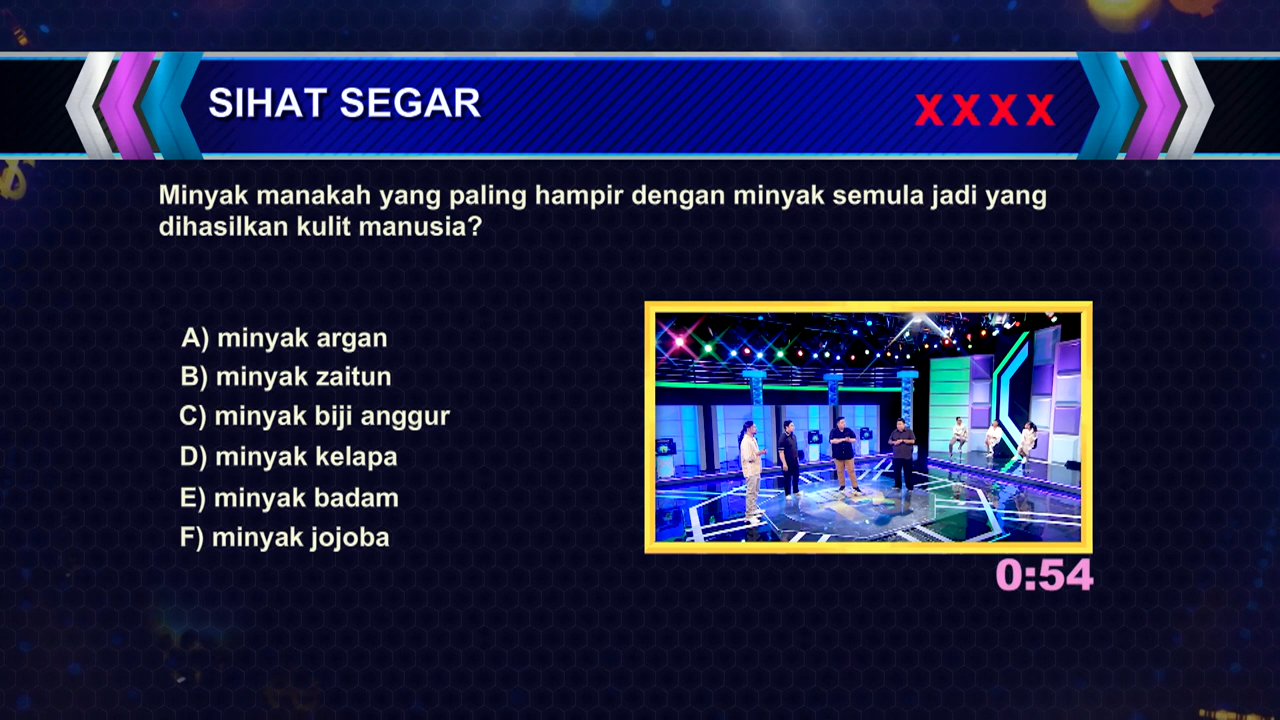 SIHAT SEGAR
XXXX
Minyak manakah yang paling hampir dengan minyak semula jadi yang
dihasilkan kulit manusia?
A) minyak argan
B) minyak zaitun
C) minyak biji anggur
D) minyak kelapa
E) minyak badam
F) minyak jojoba
0:54